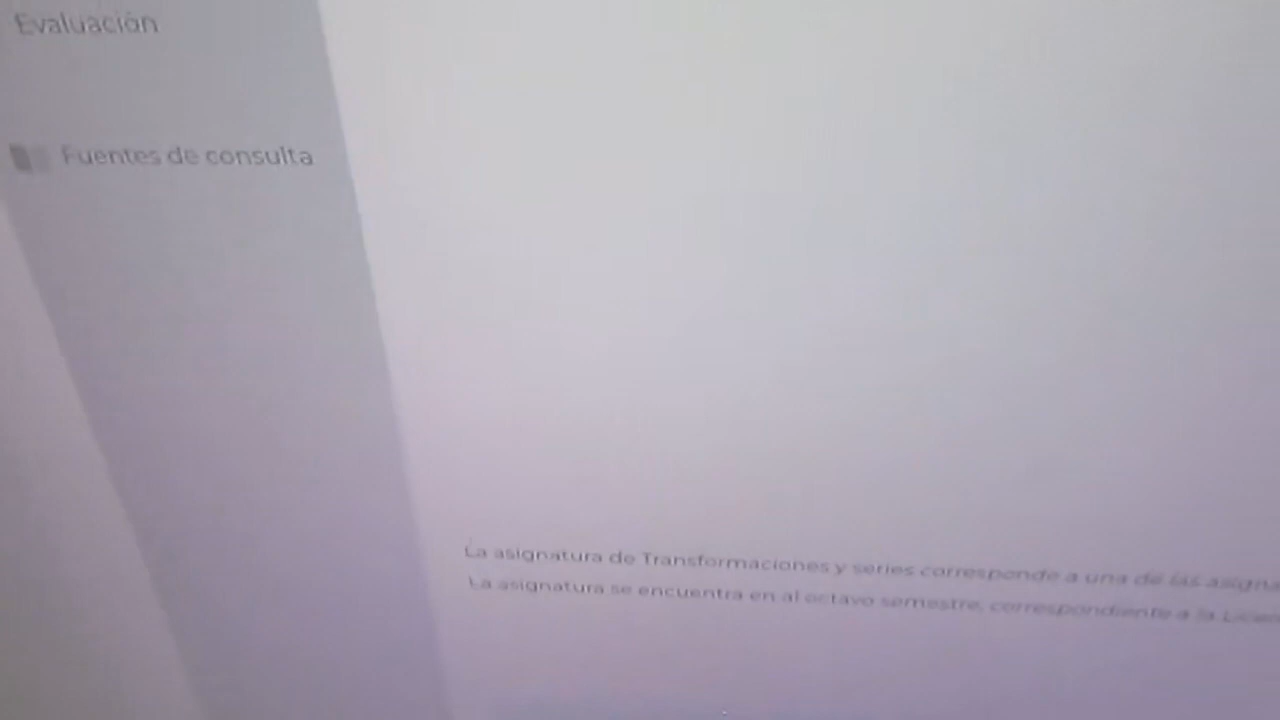 Evaluación
Fuentes de consulta
La asignatura de Transformaciones y series corresponde a una de las
La asignatura se encuentra en al octavo semestre, correspondiente a la